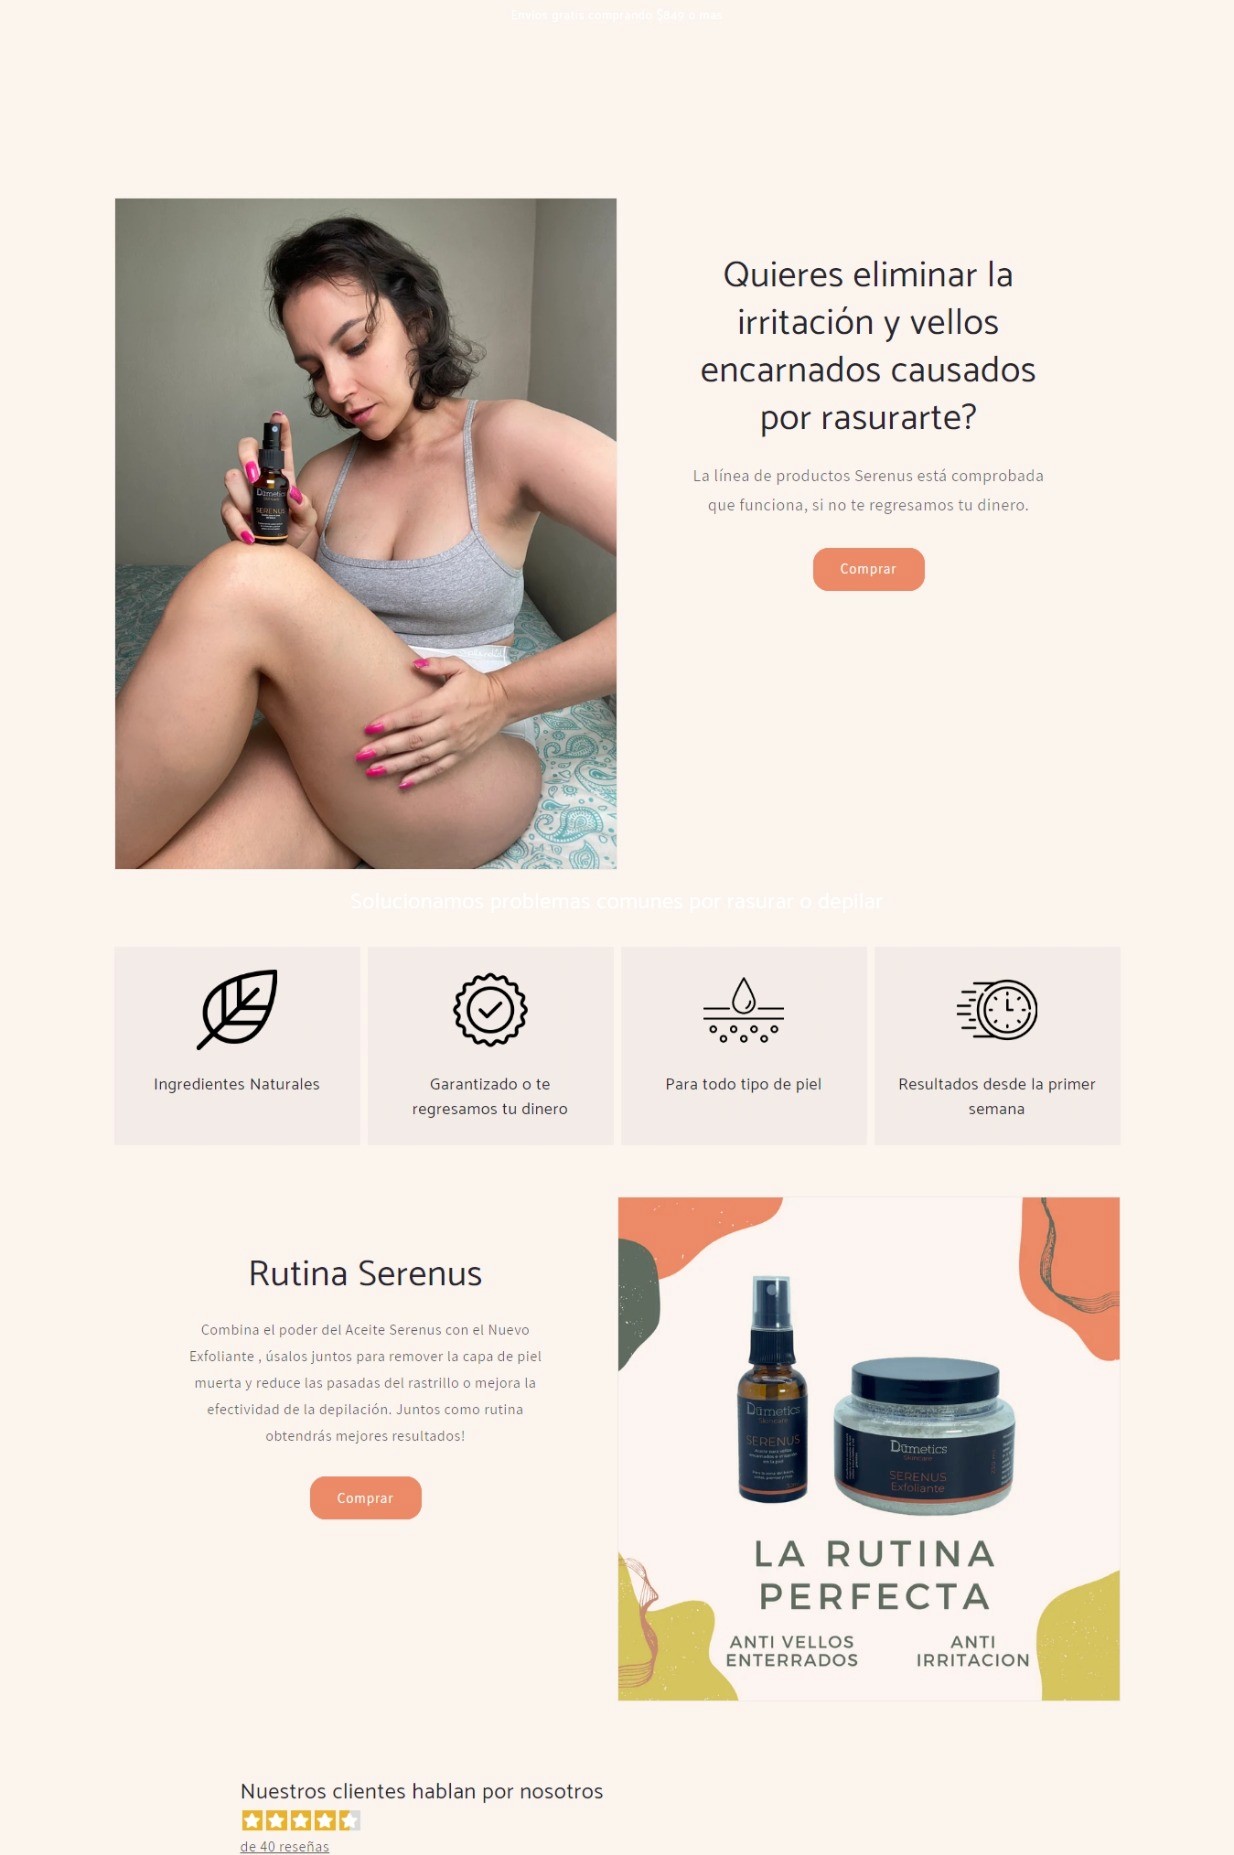 Envíos gratis comprando $849 o más
Quieres eliminar la
irritación y vellos
encarnados causados
por rasurarte?
La línea de productos Serenus está comprobada
que funciona, si no te regresamos tu dinero.
Comprar
Dūmetics
SERENUS
Solucionamos problemas comunes por rasurar o depilar
Ingredientes Naturales
Garantizado o te
regresamos tu dinero
Para todo tipo de piel
Resultados desde la primer
semana
Rutina Serenus
Combina el poder del Aceite Serenus con el Nuevo
Exfoliante , úsalos juntos para remover la capa de piel
muerta y reduce las pasadas del rastrillo o mejora la
efectividad de la depilación. Juntos como rutina
obtendrás mejores resultados!
Comprar
Dūmetics
Skincare
SERENUS
Dūmetics
Skincare
SERENUS
Exfoliante
LA RUTINA
PERFECTA
ANTI VELLOS
ENTERRADOS
ANTI
IRRITACION
Nuestros clientes hablan por nosotros
de 40 reseñas